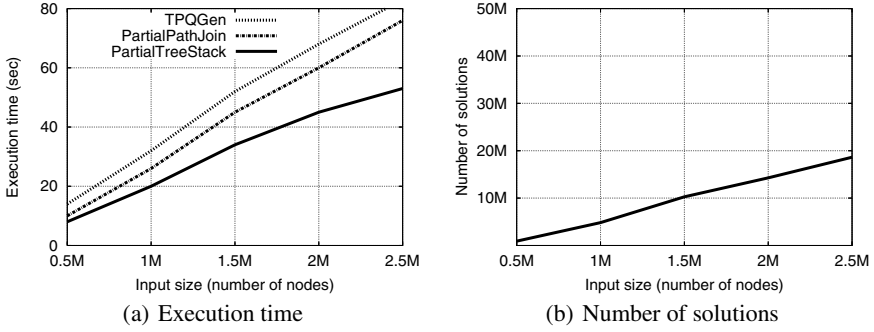 TPQGen
PartialPathJoin
PartialTreeStack
80
60
40
20
0
Execution time (sec)
0.5M 1M 1.5M 2M 2.5M
Input size (number of nodes)
(a) Execution time
50M
40M
30M
20M
10M
Number of solutions
0.5M 1M 1.5M 2M 2.5M
Input size (number of nodes)
(b) Number of solutions